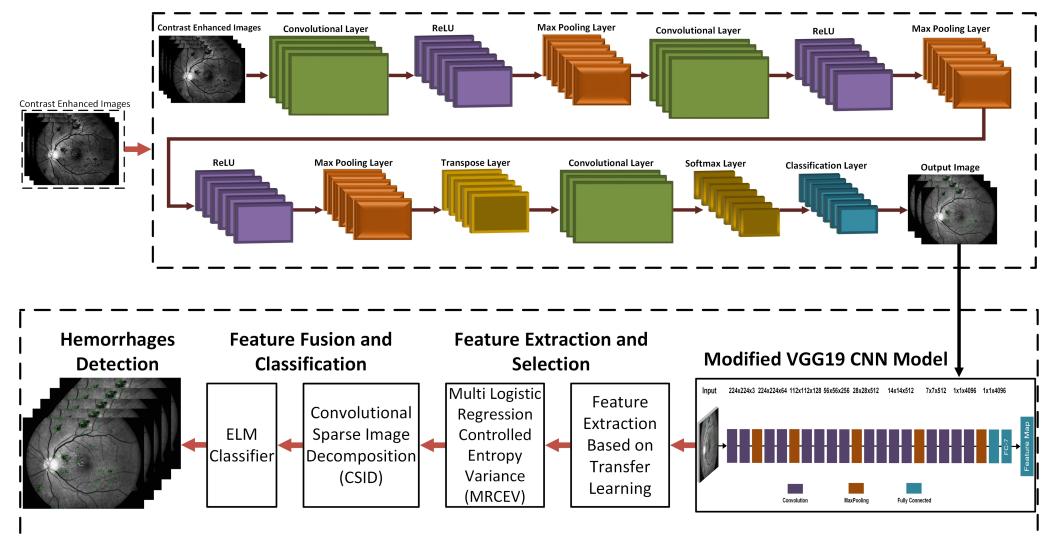 Contrast Enhanced Images
Contrast Enhanced Images
Convolutional Layer
ReLU
Max Pooling Layer
Convolutional Layer
ReLU
Max Pooling Layer
ReLU
Max Pooling Layer
Transpose Layer
Convolutional Layer
Softmax Layer
Classification Layer
Output Image
Hemorrhages
Detection
Feature Fusion and
Classification
Feature Extraction and
Selection
Modified VGG19 CNN Model
ELM
Classifier
Convolutional
Sparse Image
Decomposition
(CSID)
Multi Logistic
Regression
Controlled
Entropy
Variance
(MRCEV)
Feature
Extraction
Based on
Transfer
Learning
Input 224x224x3 224x224x64 112x112x128 56x56x256 28x28x512 14x14x512 7x7x512 1x1x4096 1x1x4096
FC-7
Feature Map
Convolution
MaxPooling
Fully Connected